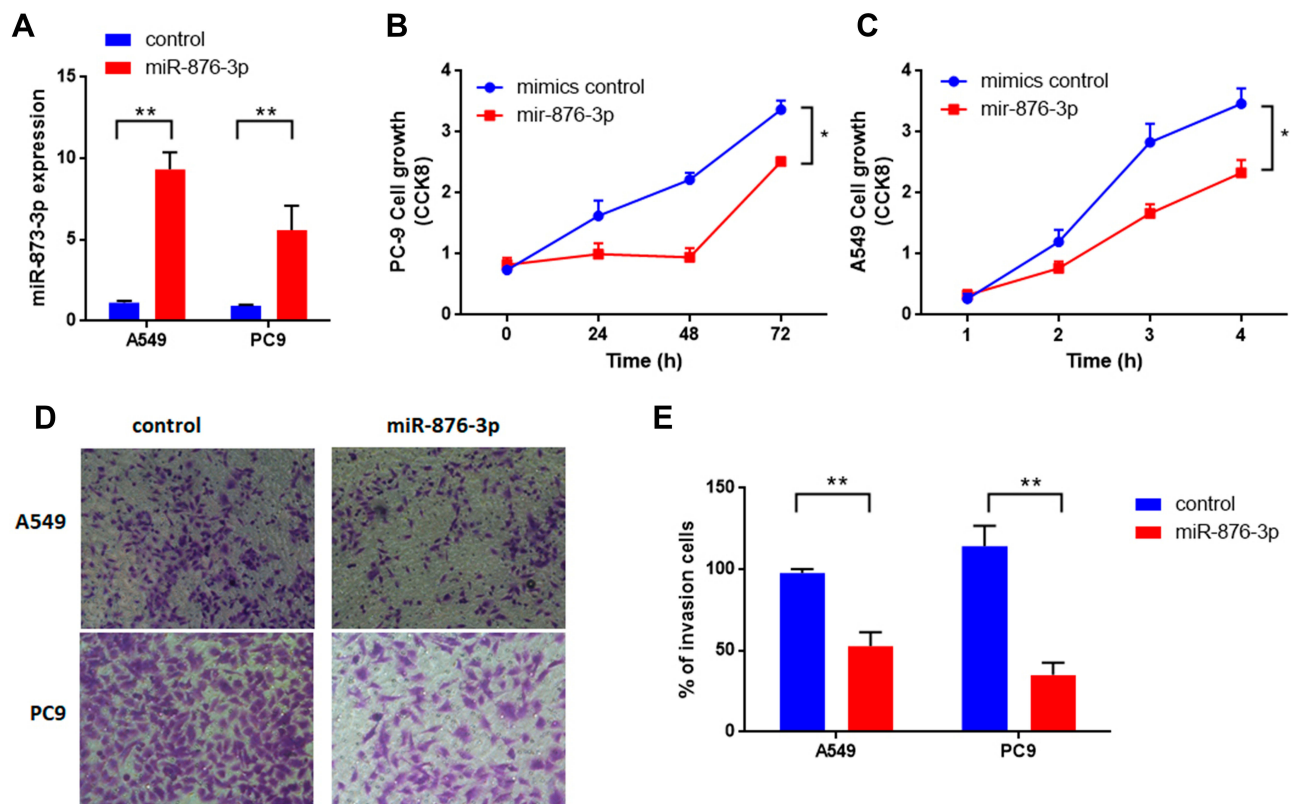 A
control
miR-876-3p
miR-873-3p expression
15
10
5
0
**
**
A549
PC9
B
mimics control
mir-876-3p
PC-9 Cell growth
(CCK8)
4
3
2
1
0
*
0 24 48 72
Time (h)
C
mimics control
mir-876-3p
A549 Cell growth
(CCK8)
4
3
2
1
0
*
1 2 3 4
Time (h)
D
control
miR-876-3p
A549
PC9
E
% of invasion cells
150
100
50
0
**
**
control
miR-876-3p
A549
PC9